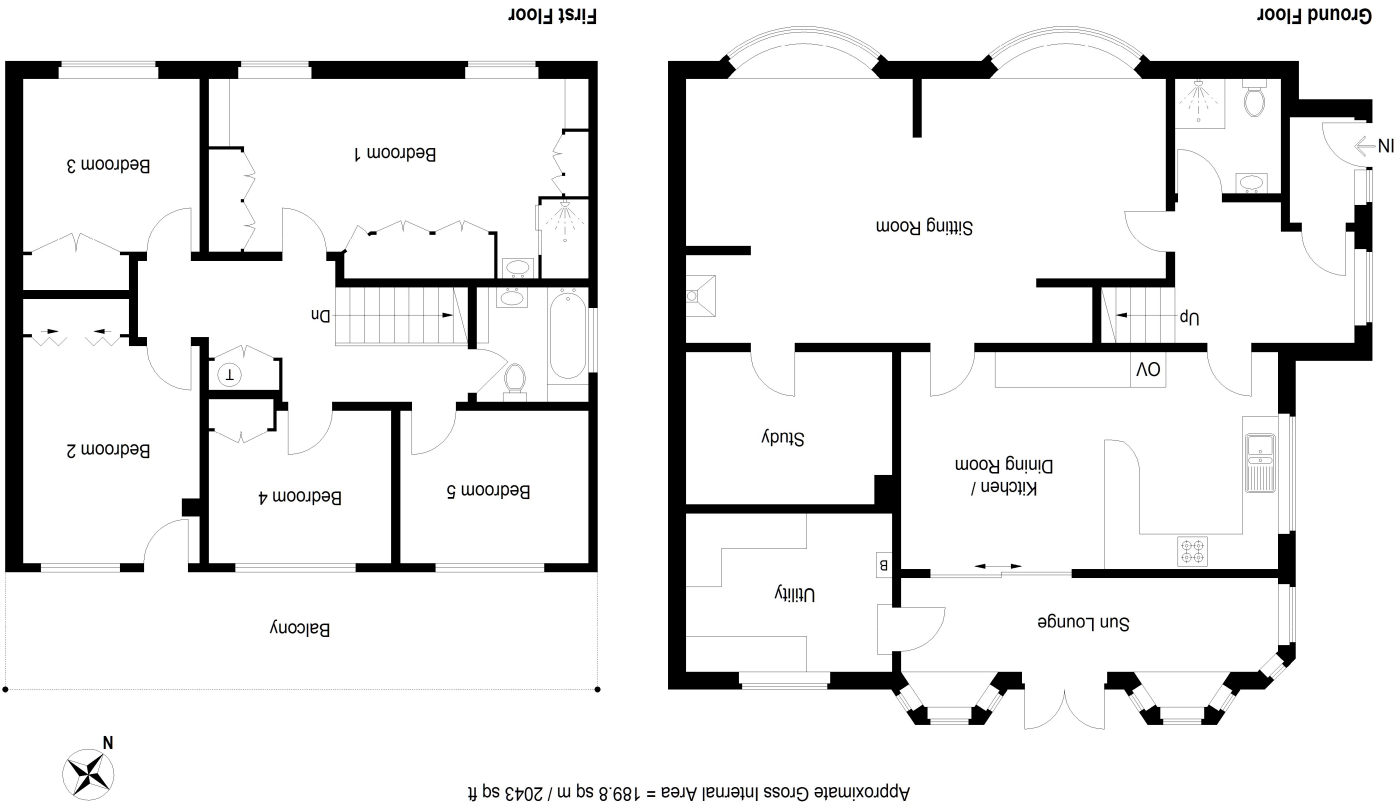 Approximate Gross Internal Area = 189.8 sq m / 2043 sq ft
N
Sun Lounge
Utility
B
Kitchen /
Dining Room
Study
OV
Up
Sitting Room
IN
Ground Floor
Balcony
Bedroom 5
Bedroom 4
Bedroom 2
T
Dn
Bedroom 1
Bedroom 3
First Floor